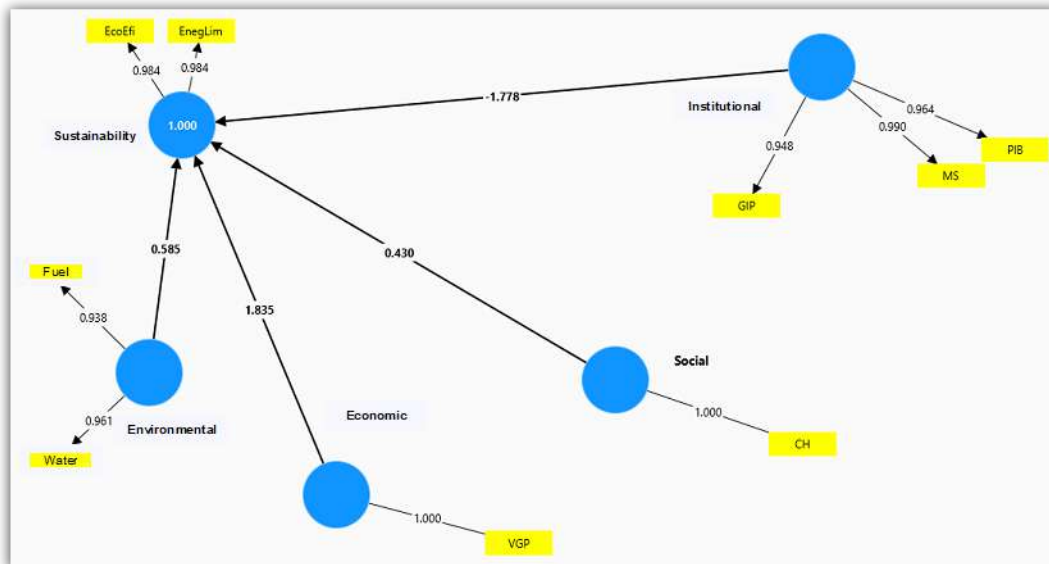 EcoEfi
EnegLim
0.984
0.984
1.000
Sustainability
-1.778
Institutional
0.964
0.990
0.948
PIB
MS
GIP
0.585
0.430
Fuel
0.938
1.835
Social
0.961
Environmental
Economic
1.000
CH
Water
1.000
VGP